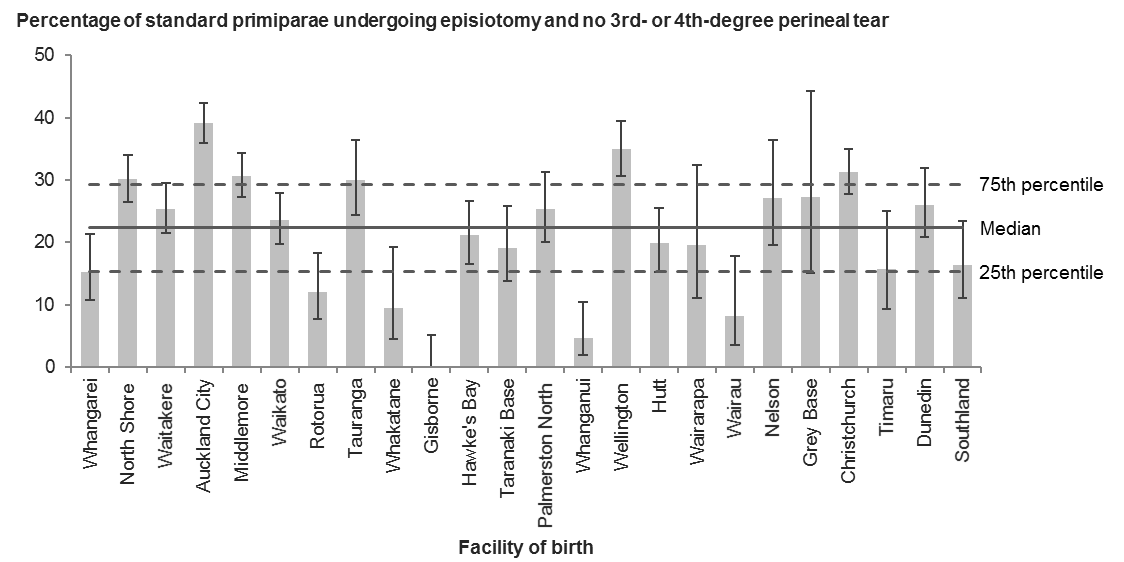 Percentage of standard primiparae undergoing episiotomy and no 3rd- or 4th-degree perineal tear
50
40
30
20
10
0
75th percentile
Median
25th percentile
Whangarei
North Shore
Waitakere
Auckland City
Middlemore
Waikato
Rotorua
Tauranga
Whakatane
Gisborne
Hawke's Bay
Taranaki Base
Palmerston North
Whanganui
Wellington
Hutt
Wairarapa
Wairau
Nelson
Grey Base
Christchurch
Timaru
Dunedin
Southland
Facility of birth